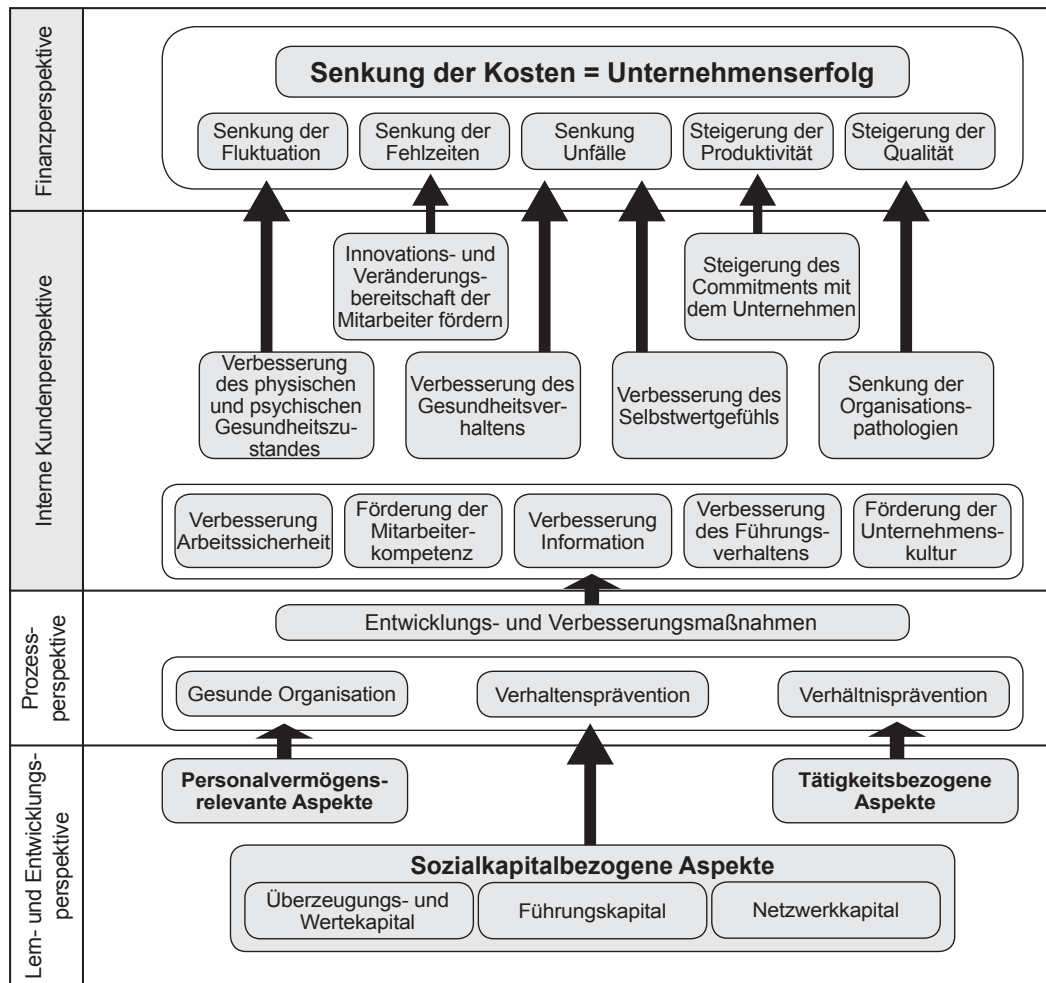 Finanzperspektive
Senkung der Kosten = Unternehmenserfolg
Senkung der
Fluktuation
Senkung der
Fehlzeiten
Senkung
Unfälle
Steigerung der
Produktivität
Steigerung der
Qualität
Interne Kundenperspektive
Innovations- und
Veränderungs-
bereitschaft der
Mitarbeiter fördern
Steigerung des
Commitments mit
dem Unternehmen
Verbesserung
des physischen
und psychischen
Gesundheitszu-
standes
Verbesserung des
Gesundheitsver-
haltens
Verbesserung des
Selbstwertgefühls
Senkung der
Organisations-
pathologien
Verbesserung
Arbeitssicherheit
Förderung der
Mitarbeiter-
kompetenz
Verbesserung
Information
Verbesserung
des Führungs-
verhaltens
Förderung der
Unternehmens-
kultur
Prozess-
perspektive
Entwicklungs- und Verbesserungsmaßnahmen
Gesunde Organisation
Verhaltensprävention
Verhältnisprävention
Lern- und Entwicklungs-
perspektive
Personalvermögens-
relevante Aspekte
Tätigkeitsbezogene
Aspekte
Sozialkapitalbezogene Aspekte
Überzeugungs- und
Wertekapital
Führungskapital
Netzwerkkapital